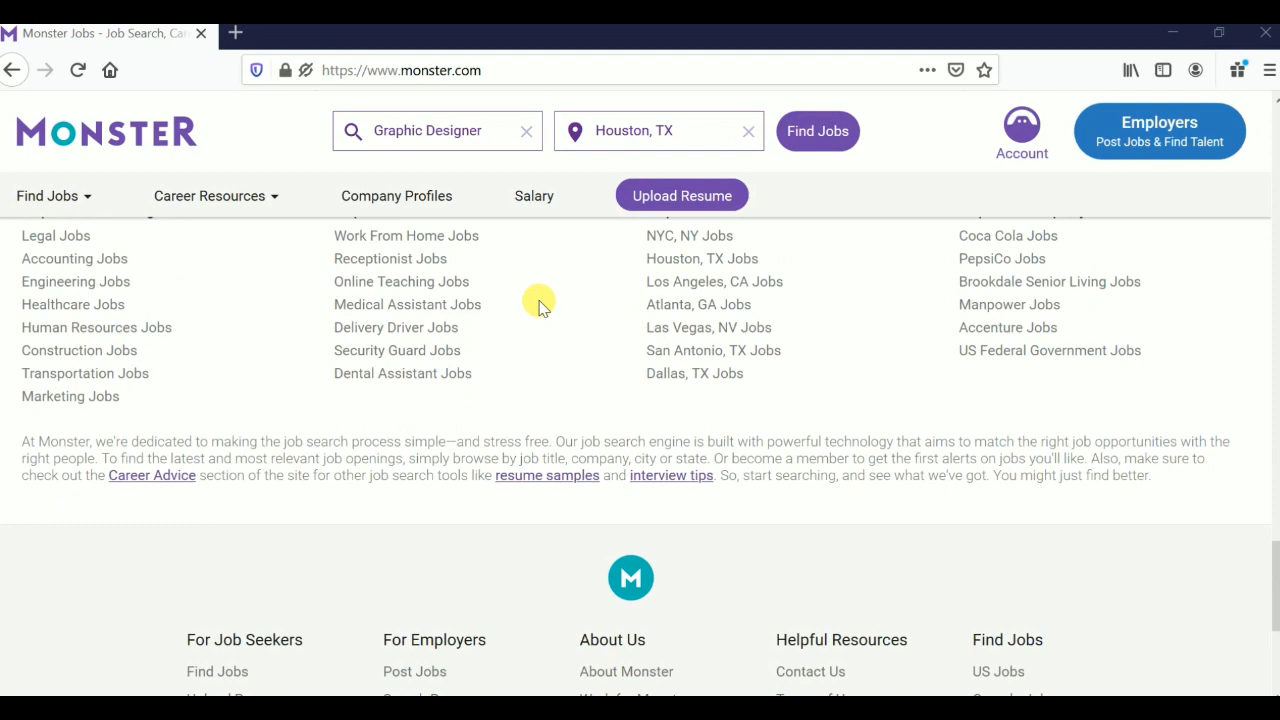 Monster Jobs - Job Search, Ca
https://www.monster.com
MONSTER
Graphic Designer
Houston, TX
Find Jobs
Account
Employers
Post Jobs & Find Talent
Find Jobs
Career Resources
Company Profiles
Salary
Upload Resume
Legal Jobs
Accounting Jobs
Engineering Jobs
Healthcare Jobs
Human Resources Jobs
Construction Jobs
Transportation Jobs
Marketing Jobs
Work From Home Jobs
Receptionist Jobs
Online Teaching Jobs
Medical Assistant Jobs
Delivery Driver Jobs
Security Guard Jobs
Dental Assistant Jobs
NYC, NY Jobs
Houston, TX Jobs
Los Angeles, CA Jobs
Atlanta, GA Jobs
Las Vegas, NV Jobs
San Antonio, TX Jobs
Dallas, TX Jobs
Coca Cola Jobs
PepsiCo Jobs
Brookdale Senior Living Jobs
Manpower Jobs
Accenture Jobs
US Federal Government Jobs
At Monster, we're dedicated to making the job search process simple—and stress free. Our job search engine is built with powerful technology that aims to match the right job opportunities with the
right people. To find the latest and most relevant job openings, simply browse by job title, company, city or state. Or become a member to get the first alerts on jobs you'll like. Also, make sure to
check out the Career Advice section of the site for other job search tools like resume samples and interview tips. So, start searching, and see what we've got. You might just find better.
M
For Job Seekers
Find Jobs
For Employers
Post Jobs
About Us
About Monster
Helpful Resources
Contact Us
Find Jobs
US Jobs